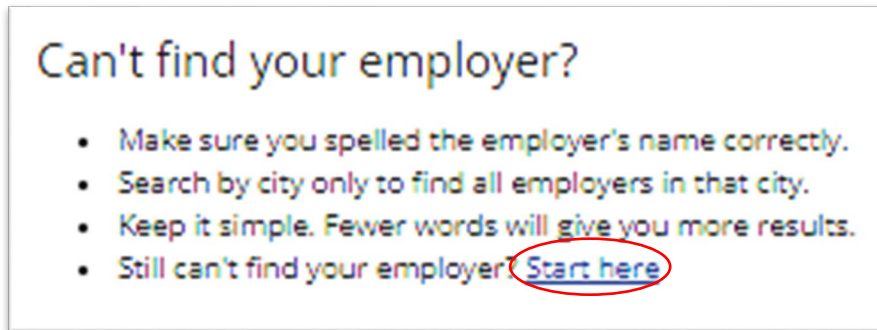 Can't find your employer?
• Make sure you spelled the employer's name correctly.
• Search by city only to find all employers in that city.
• Keep it simple. Fewer words will give you more results.
• Still can't find your employer? Start here